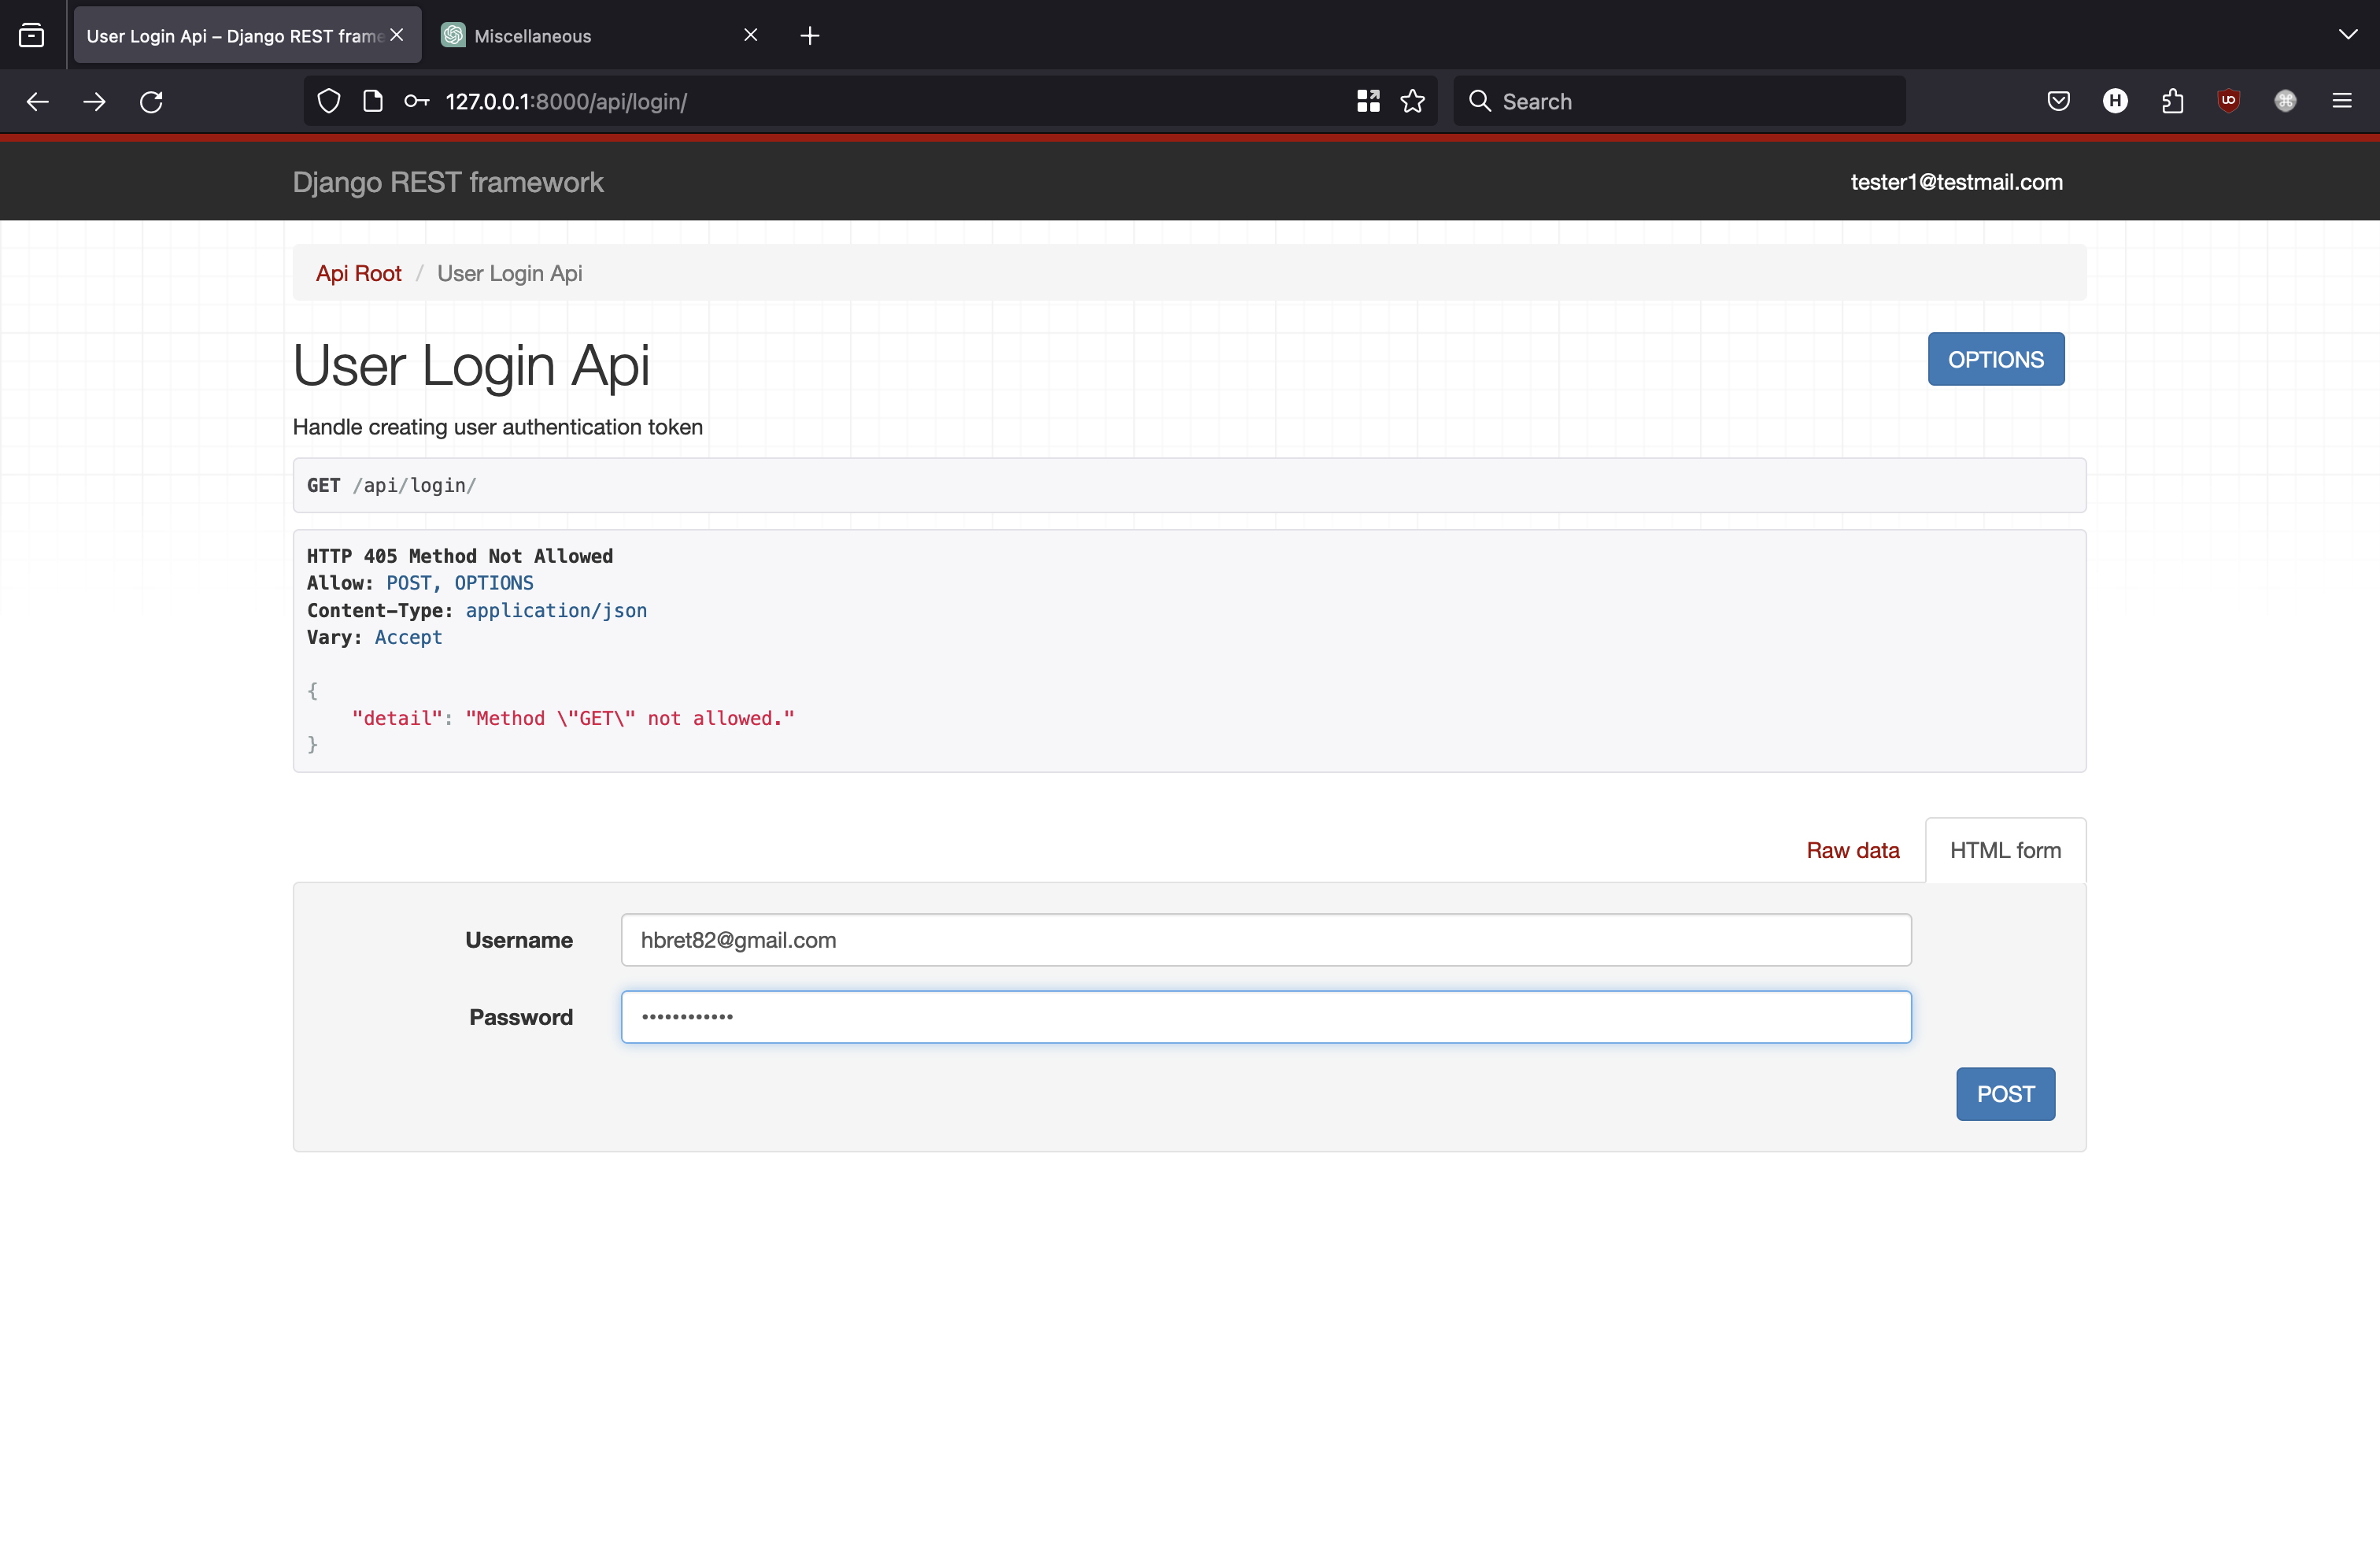 User Login Api – Django REST frame
Miscellaneous
127.0.0.1:8000/api/login/
Search
H
Django REST framework
tester1@testmail.com
Api Root / User Login Api
User Login Api
OPTIONS
Handle creating user authentication token
GET /api/login/
HTTP 405 Method Not Allowed
Allow: POST, OPTIONS
Content-Type: application/json
Vary: Accept
{
"detail": "Method \"GET\" not allowed."
}
Raw data
HTML form
Username
hbret82@gmail.com
Password
••••••••••••
POST